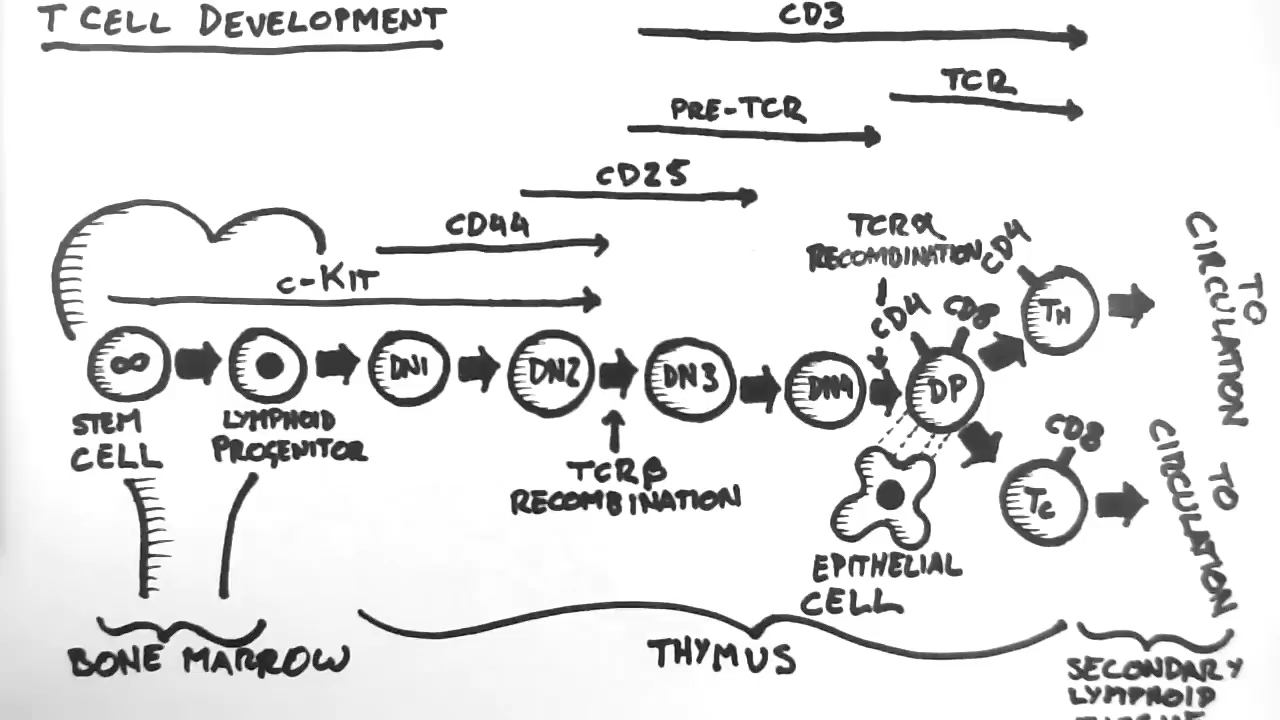 T CELL DEVELOPMENT
CD3
TCR
PRE-TCR
CD25
CD44
c-KIT
TCRα
RECOMBINATION
CD4
CD4
CD8
∞
DN1
DN2
DN3
DN4
DP
TH
TO
CIRCULATION
STEM
CELL
LYMPHOID
PROGENITOR
TCRβ
RECOMBINATION
CD8
TC
TO
CIRCULATION
EPITHELIAL
CELL
BONE MARROW
THYMUS
SECONDARY
LYMPHOID